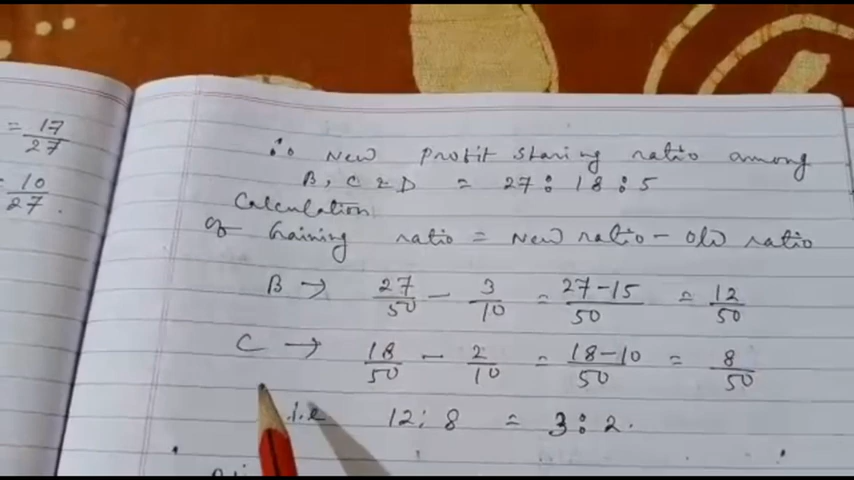 = 17/27
= 10/27.
∴ New profit sharing ratio among
B, C & D = 27 : 18 : 5
Calculation
of Gaining ratio = New ratio - Old ratio
B → 27/50 - 3/10 = 27-15/50 = 12/50
C → 18/50 - 2/10 = 18-10/50 = 8/50
i.e 12 : 8 = 3 : 2.